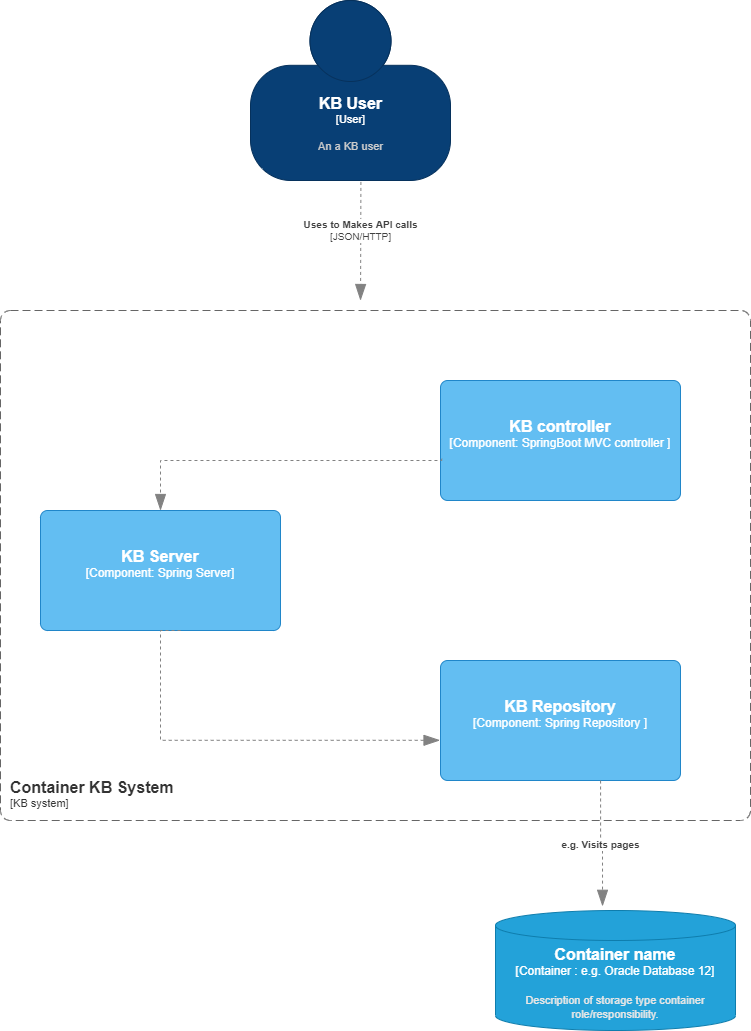 KB User
[User]
An a KB user
Uses to Makes API calls
[JSON/HTTP]
KB controller
[Component: SpringBoot MVC controller ]
KB Server
[Component: Spring Server]
KB Repository
[Component: Spring Repository ]
Container KB System
[KB system]
e.g. Visits pages
Container name
[Container : e.g. Oracle Database 12]
Description of storage type container
role/responsibility.